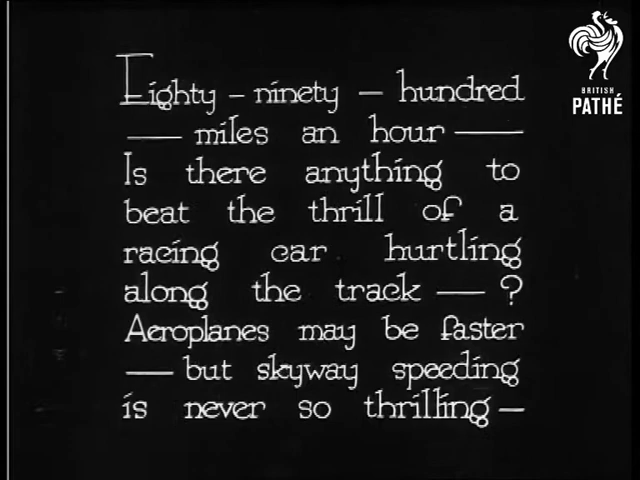 Eighty – ninety – hundred
— miles an hour —
Is there anything to
beat the thrill of a
racing car hurtling
along the track — ?
Aeroplanes may be faster
— but skyway speeding
is never so thrilling —
BRITISH
PATHÉ